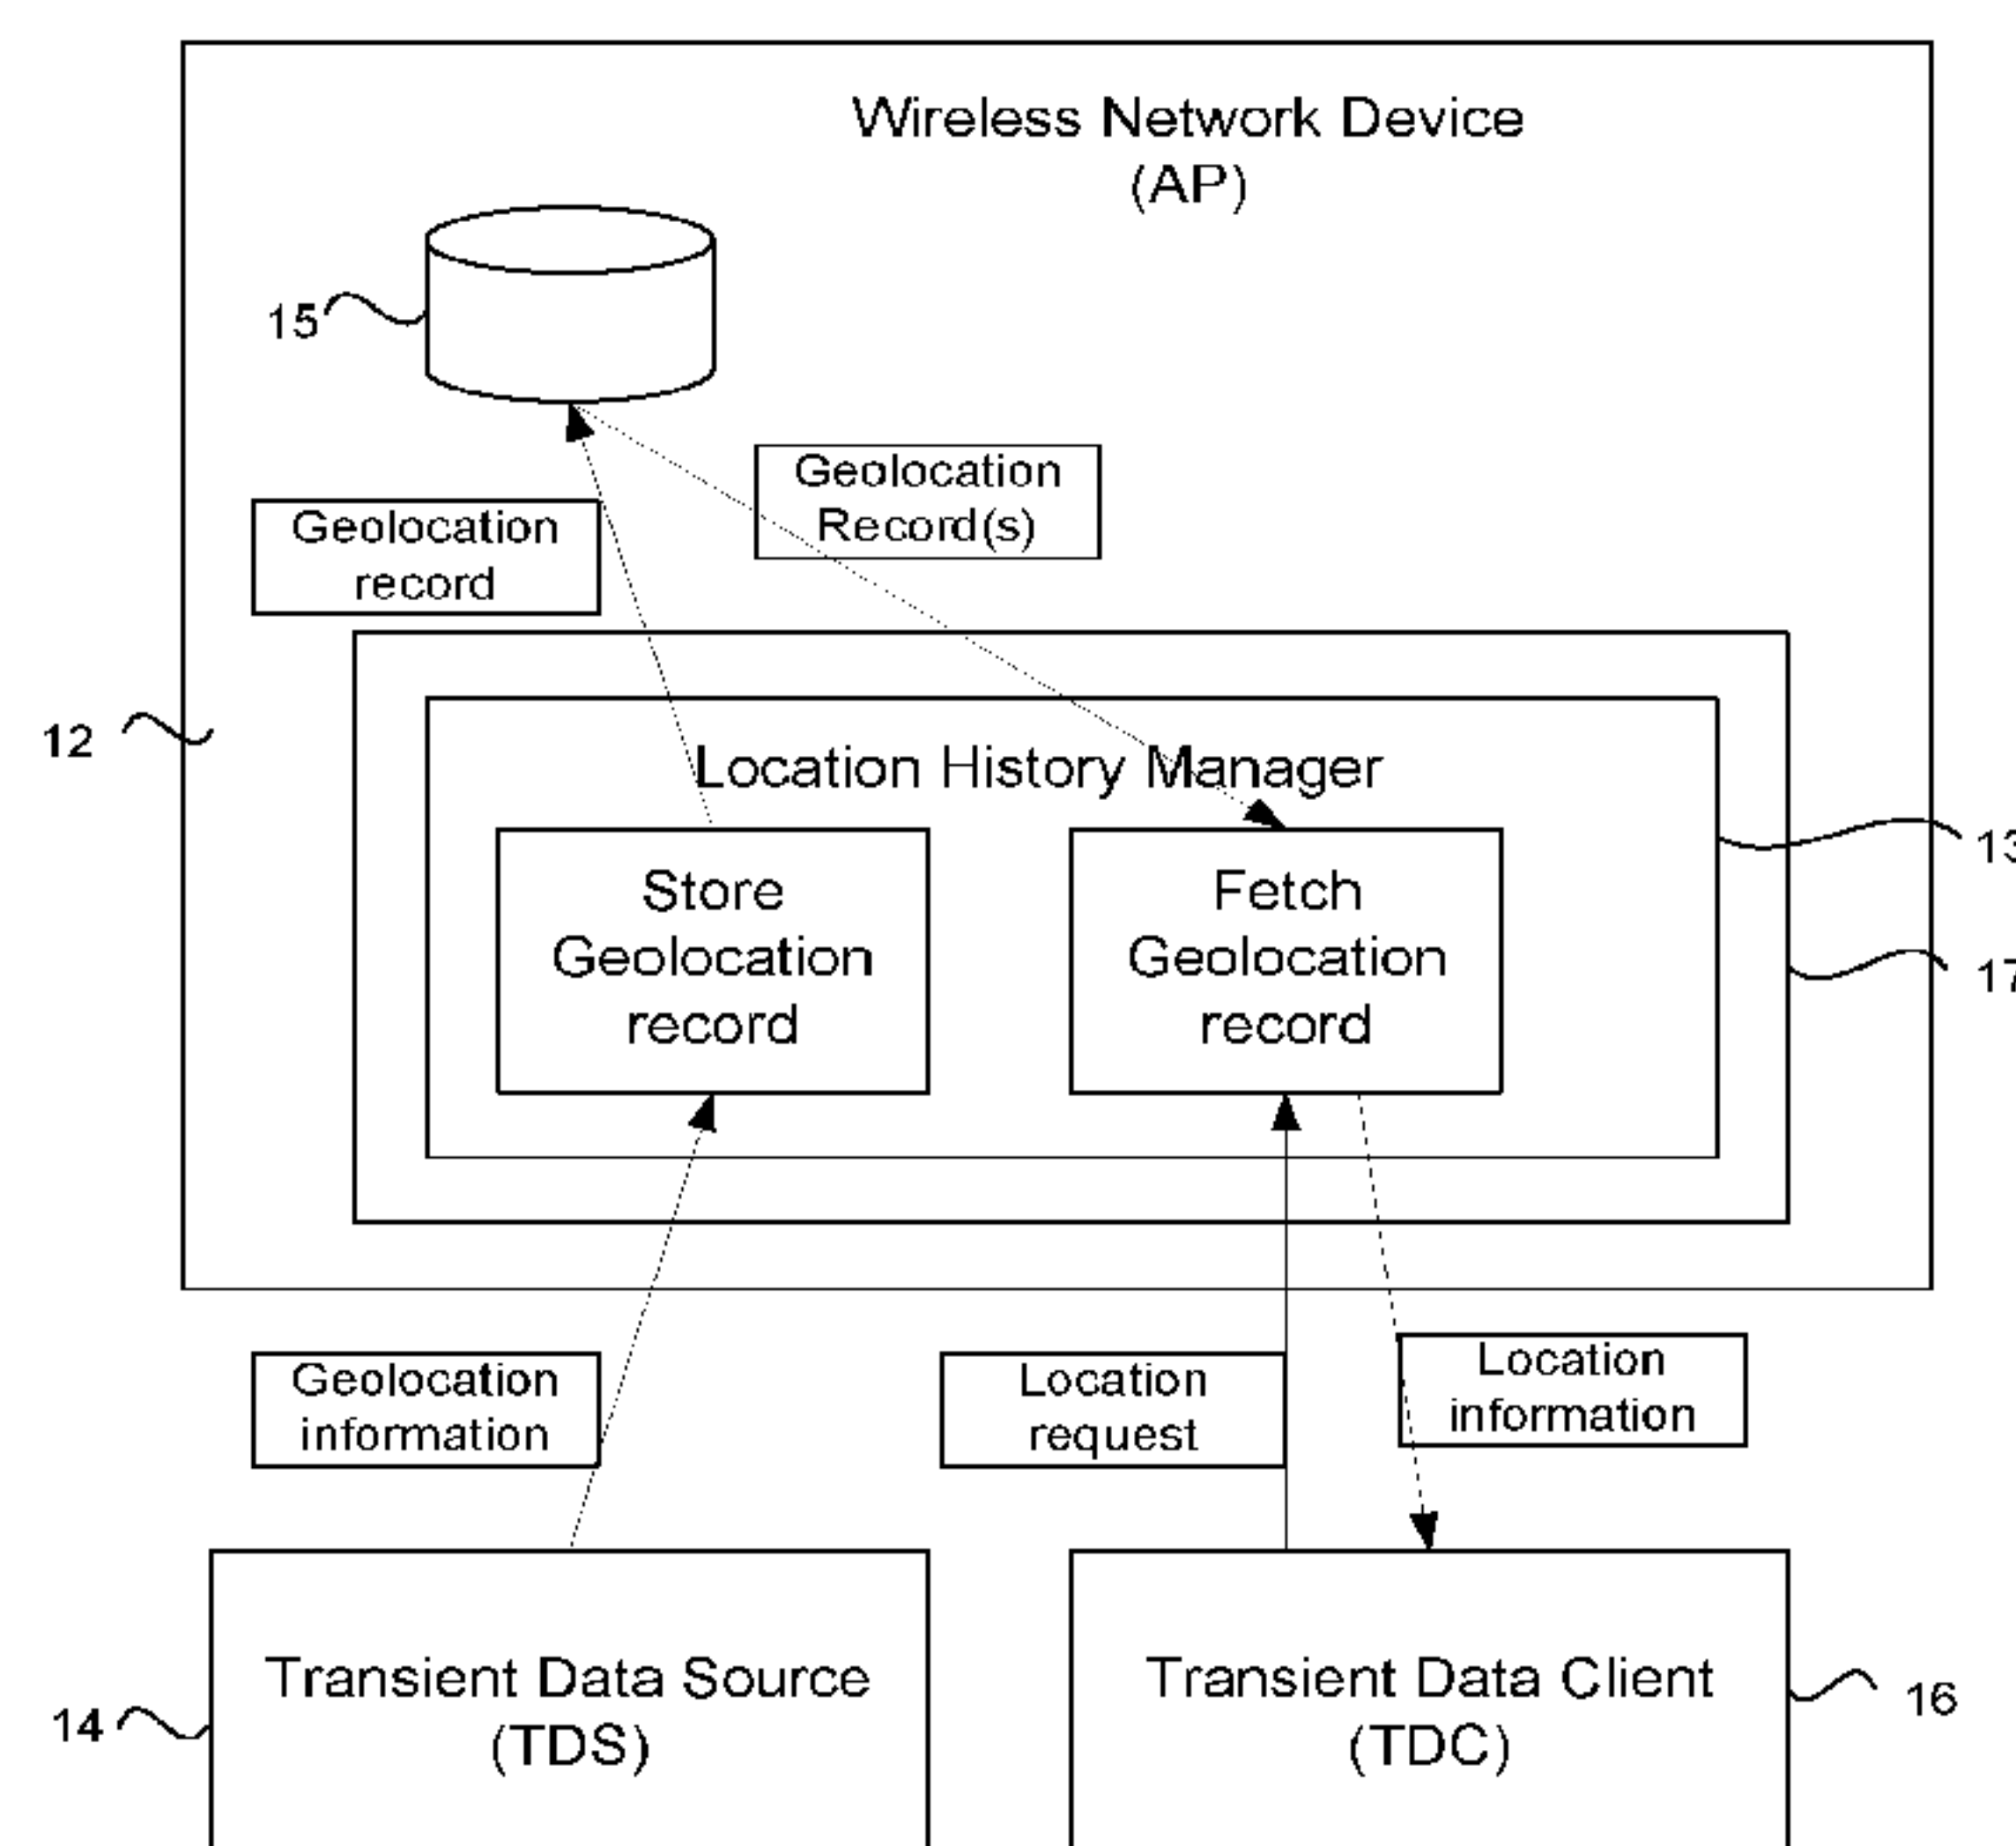 Wireless Network Device
(AP)
15
Geolocation
Record(s)
Geolocation
record
12
Location History Manager
13
Store
Geolocation
record
Fetch
Geolocation
record
17
Geolocation
information
Location
request
Location
information
Transient Data Source
(TDS)
14
Transient Data Client
(TDC)
16